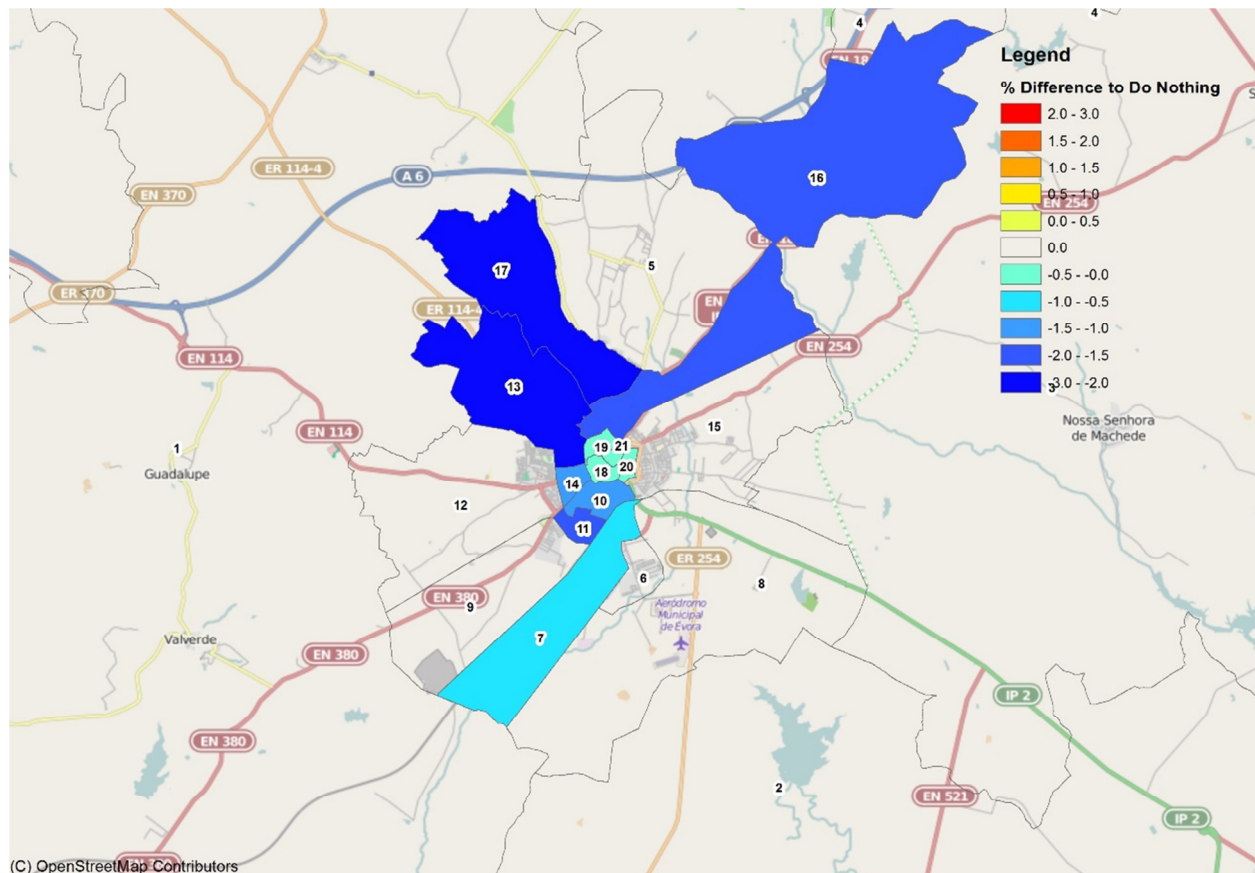 4
4
EN 18
Legend
% Difference to Do Nothing
2.0 - 3.0
1.5 - 2.0
1.0 - 1.5
0.5 - 1.0
0.0 - 0.5
0.0
-0.5 - -0.0
-1.0 - -0.5
-1.5 - -1.0
-2.0 - -1.5
-3.0 - -2.0
S
ER 114-4
A 6
EN 370
16
EN 254
17
5
ER 370
ER 114-4
EN
EN 114
EN 254
13
3
Nossa Senhora
de Machede
EN 114
15
1
Guadalupe
19
21
18
20
14
10
12
11
ER 254
6
8
EN 380
9
Aeródromo
Municipal
de Évora
Valverde
7
EN 380
IP 2
EN 380
2
EN 521
IP 2
(C) OpenStreetMap Contributors